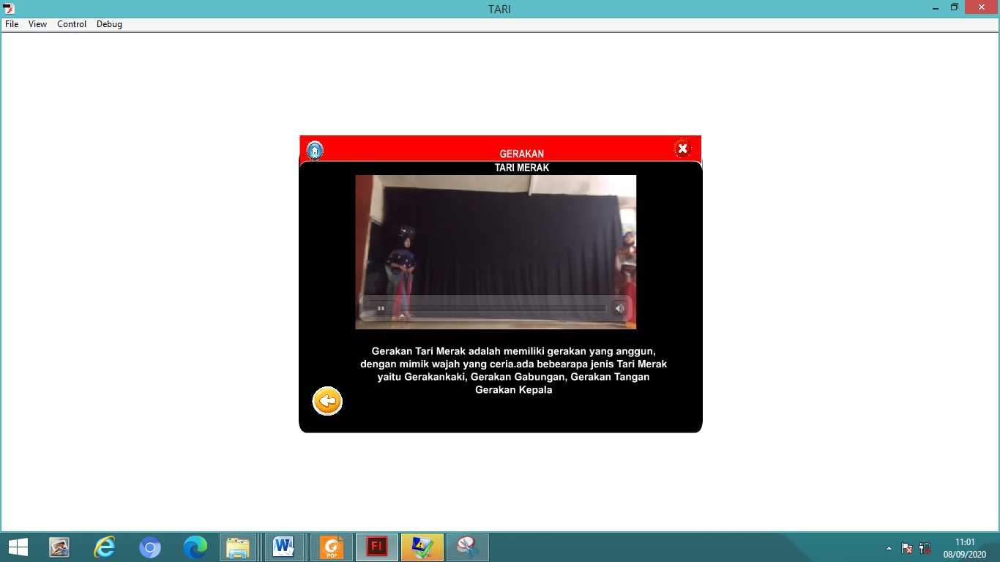 TARI
File View Control Debug
GERAKAN
TARI MERAK
Gerakan Tari Merak adalah memiliki gerakan yang anggun,
dengan mimik wajah yang ceria.ada bebearapa jenis Tari Merak
yaitu Gerakankaki, Gerakan Gabungan, Gerakan Tangan
Gerakan Kepala
PDF
Fl
11:01
08/09/2020